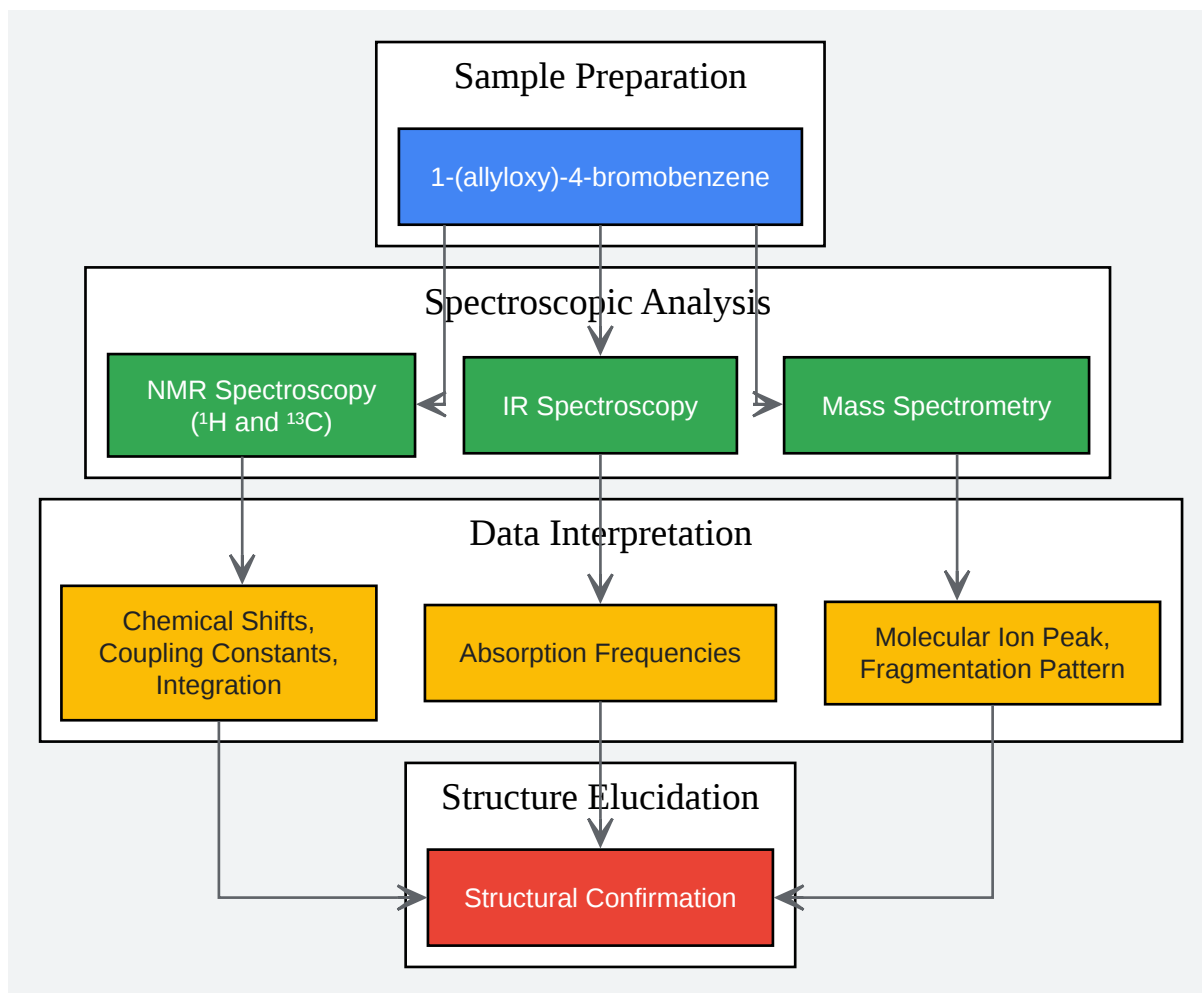 Sample Preparation
1-(allyloxy)-4-bromobenzene
Spectroscopic Analysis
NMR Spectroscopy
(¹H and ¹³C)
IR Spectroscopy
Mass Spectrometry
Data Interpretation
Chemical Shifts,
Coupling Constants,
Integration
Absorption Frequencies
Molecular Ion Peak,
Fragmentation Pattern
Structure Elucidation
Structural Confirmation